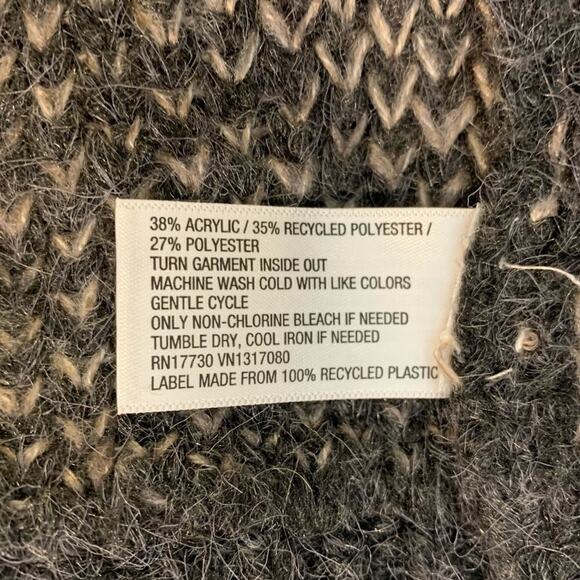 38% ACRYLIC / 35% RECYCLED POLYESTER /
27% POLYESTER
TURN GARMENT INSIDE OUT
MACHINE WASH COLD WITH LIKE COLORS
GENTLE CYCLE
ONLY NON-CHLORINE BLEACH IF NEEDED
TUMBLE DRY, COOL IRON IF NEEDED
RN17730 VN1317080
LABEL MADE FROM 100% RECYCLED PLASTIC